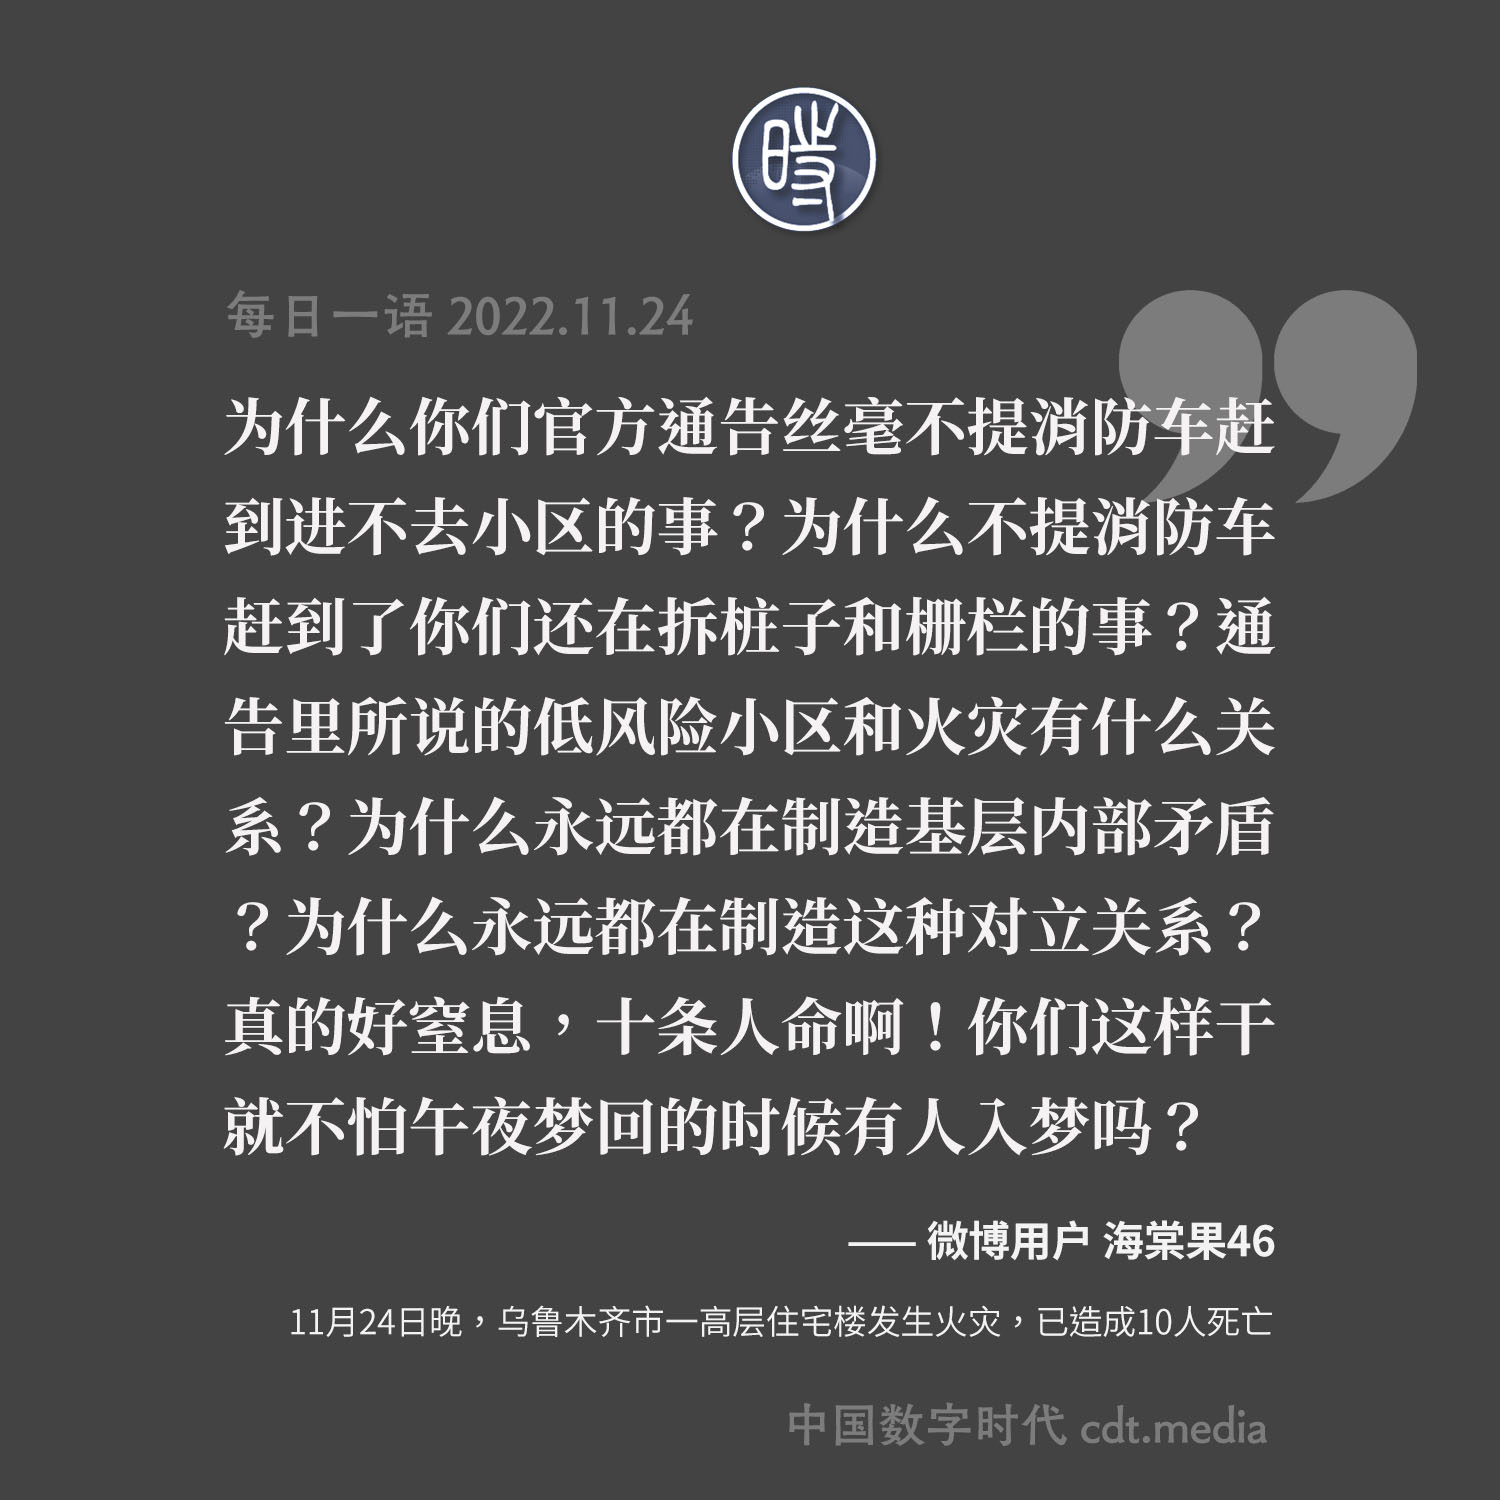 時
每日一语 2022.11.24
为什么你们官方通告丝毫不提消防车赶
到进不去小区的事？为什么不提消防车
赶到了你们还在拆桩子和栅栏的事？通
告里所说的低风险小区和火灾有什么关
系？为什么永远都在制造基层内部矛盾
？为什么永远都在制造这种对立关系？
真的好窒息，十条人命啊！你们这样干
就不怕午夜梦回的时候有人入梦吗？
—— 微博用户 海棠果46
11月24日晚，乌鲁木齐市一高层住宅楼发生火灾，已造成10人死亡
中国数字时代 cdt.media